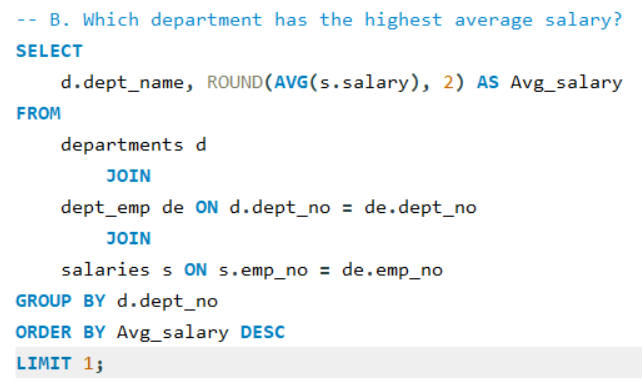 -- B. Which department has the highest average salary?
SELECT
    d.dept_name, ROUND(AVG(s.salary), 2) AS Avg_salary
FROM
    departments d
        JOIN
    dept_emp de ON d.dept_no = de.dept_no
        JOIN
    salaries s ON s.emp_no = de.emp_no
GROUP BY d.dept_no
ORDER BY Avg_salary DESC
LIMIT 1;